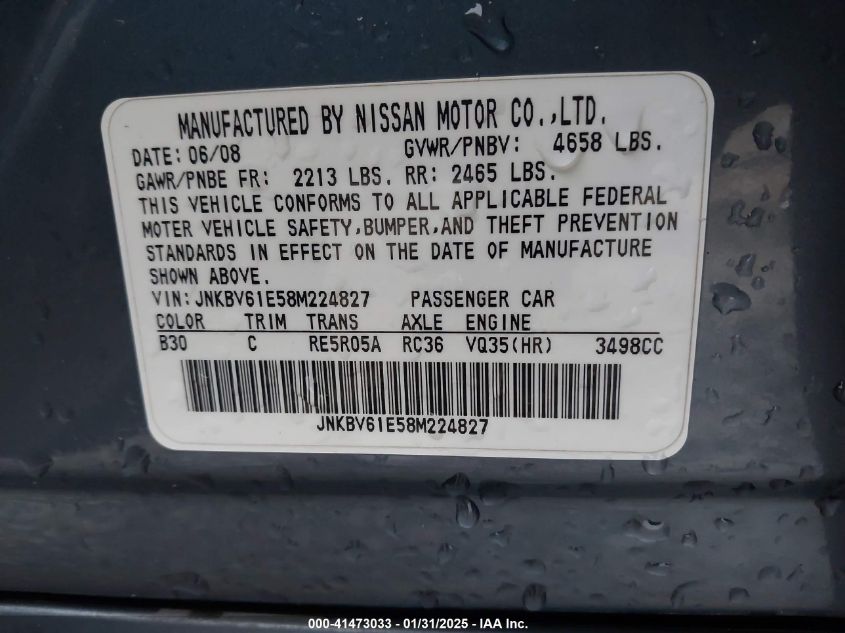 MANUFACTURED BY NISSAN MOTOR CO.,LTD.
DATE: 06/08 GVWR/PNBV: 4658 LBS.
GAWR/PNBE FR: 2213 LBS. RR: 2465 LBS.
THIS VEHICLE CONFORMS TO ALL APPLICABLE FEDERAL
MOTER VEHICLE SAFETY,BUMPER,AND THEFT PREVENTION
STANDARDS IN EFFECT ON THE DATE OF MANUFACTURE
SHOWN ABOVE.
VIN: JNKBV61E58M224827 PASSENGER CAR
COLOR TRIM TRANS AXLE ENGINE
B30 C RE5R05A RC36 VQ35(HR) 3498CC
JNKBV61E58M224827
000-41473033 - 01/31/2025 - IAA Inc.